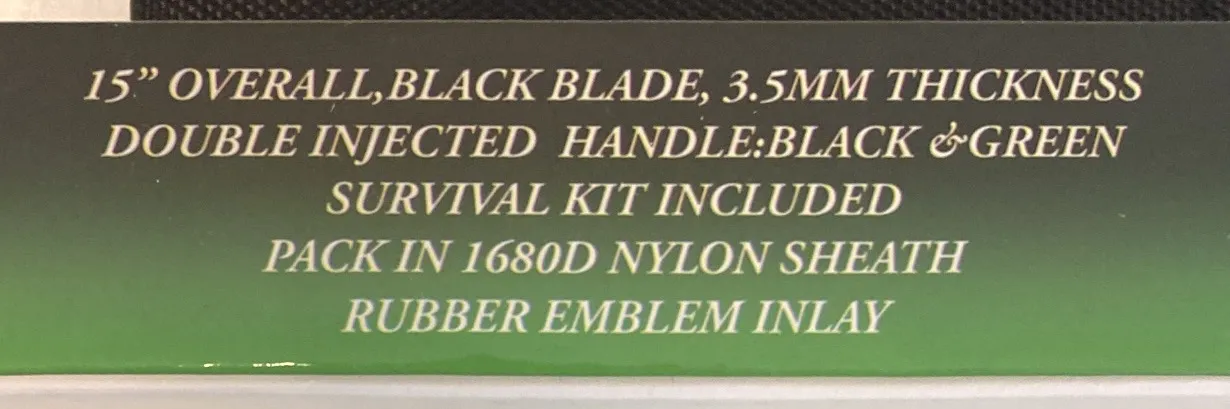 15” OVERALL,BLACK BLADE, 3.5MM THICKNESS
DOUBLE INJECTED HANDLE:BLACK &GREEN
SURVIVAL KIT INCLUDED
PACK IN 1680D NYLON SHEATH
RUBBER EMBLEM INLAY